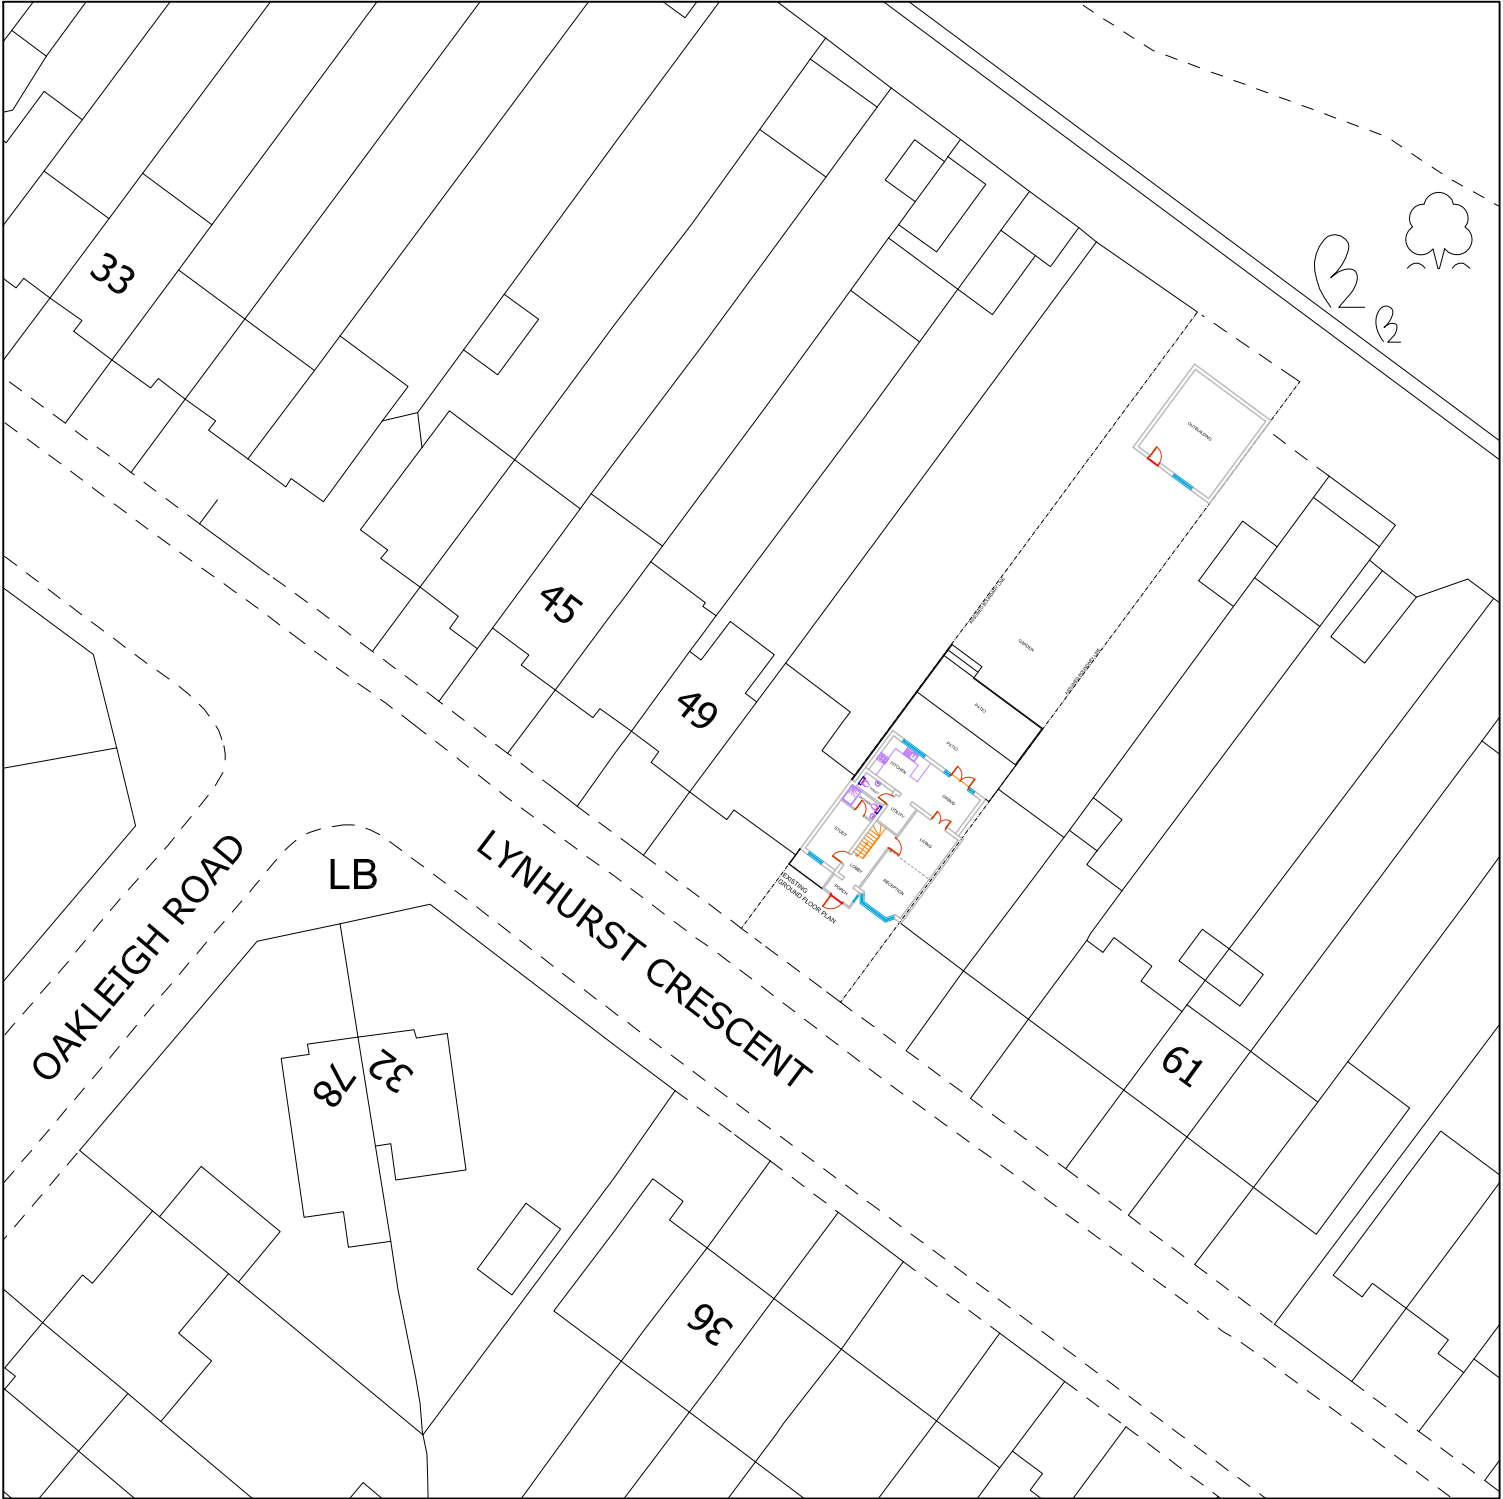 33
45
49
OUTBUILDING
GARDEN
PATIO
PATIO
KITCHEN
DINING
UTILITY
STUDY
LIVING
LOBBY
RECEPTION
PORCH
EXISTING
GROUND FLOOR PLAN
LYNHURST CRESCENT
OAKLEIGH ROAD
LB
78
32
61
36